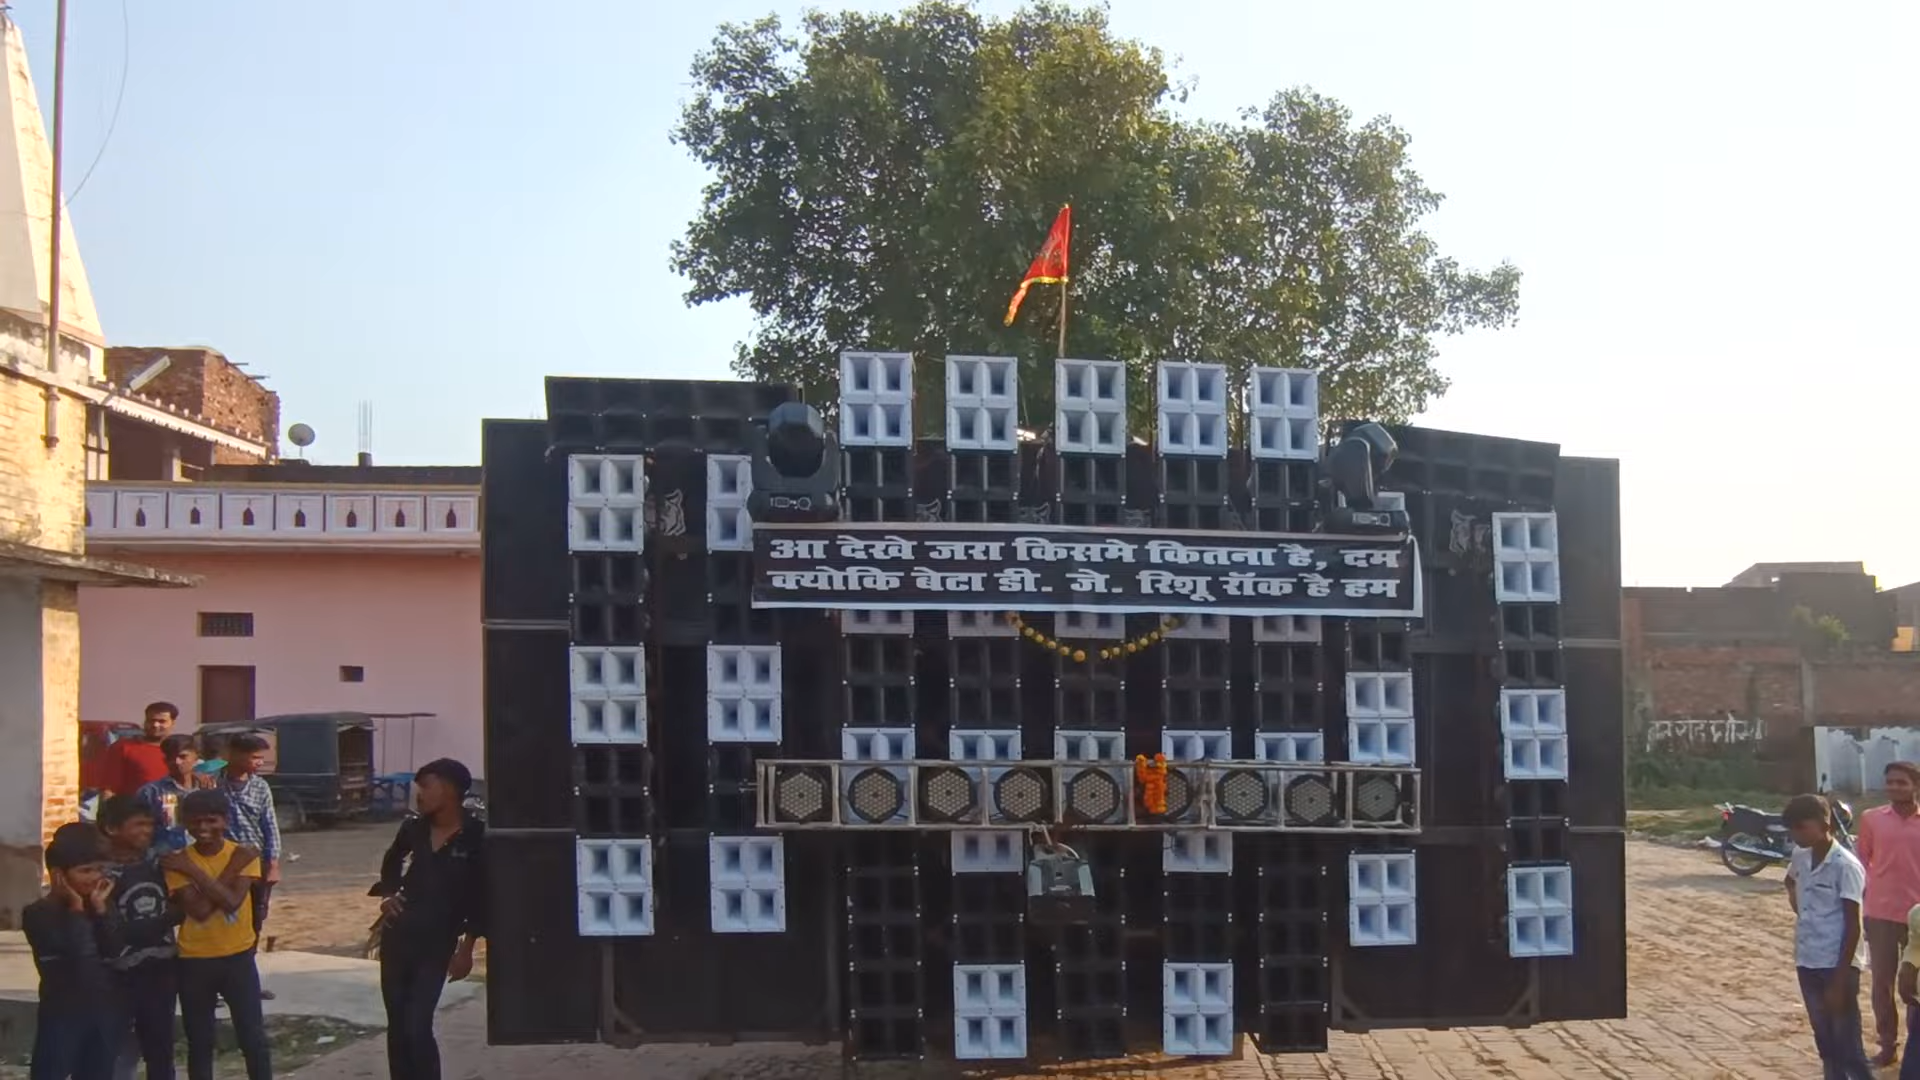 आ देखे जरा किसमे कितना है, दम
क्योकि बेटा डी. जे. रिशू रॉक है हम